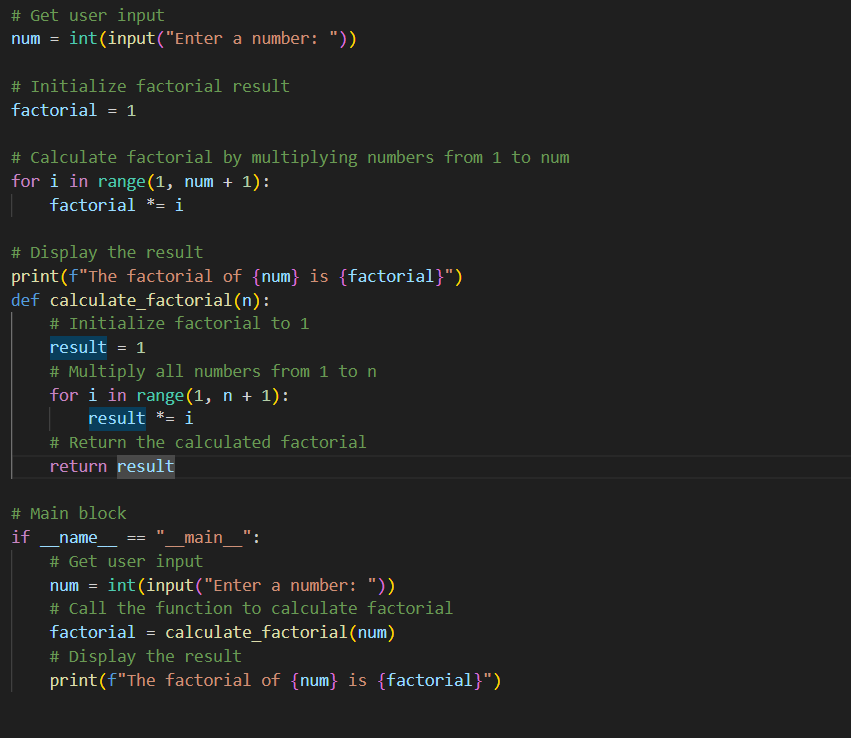 # Get user input
num = int(input("Enter a number: "))
# Initialize factorial result
factorial = 1
# Calculate factorial by multiplying numbers from 1 to num
for i in range(1, num + 1):
    factorial *= i
# Display the result
print(f"The factorial of {num} is {factorial}")
def calculate_factorial(n):
    # Initialize factorial to 1
    result = 1
    # Multiply all numbers from 1 to n
    for i in range(1, n + 1):
        result *= i
    # Return the calculated factorial
    return result
# Main block
if __name__ == "__main__":
    # Get user input
    num = int(input("Enter a number: "))
    # Call the function to calculate factorial
    factorial = calculate_factorial(num)
    # Display the result
    print(f"The factorial of {num} is {factorial}")